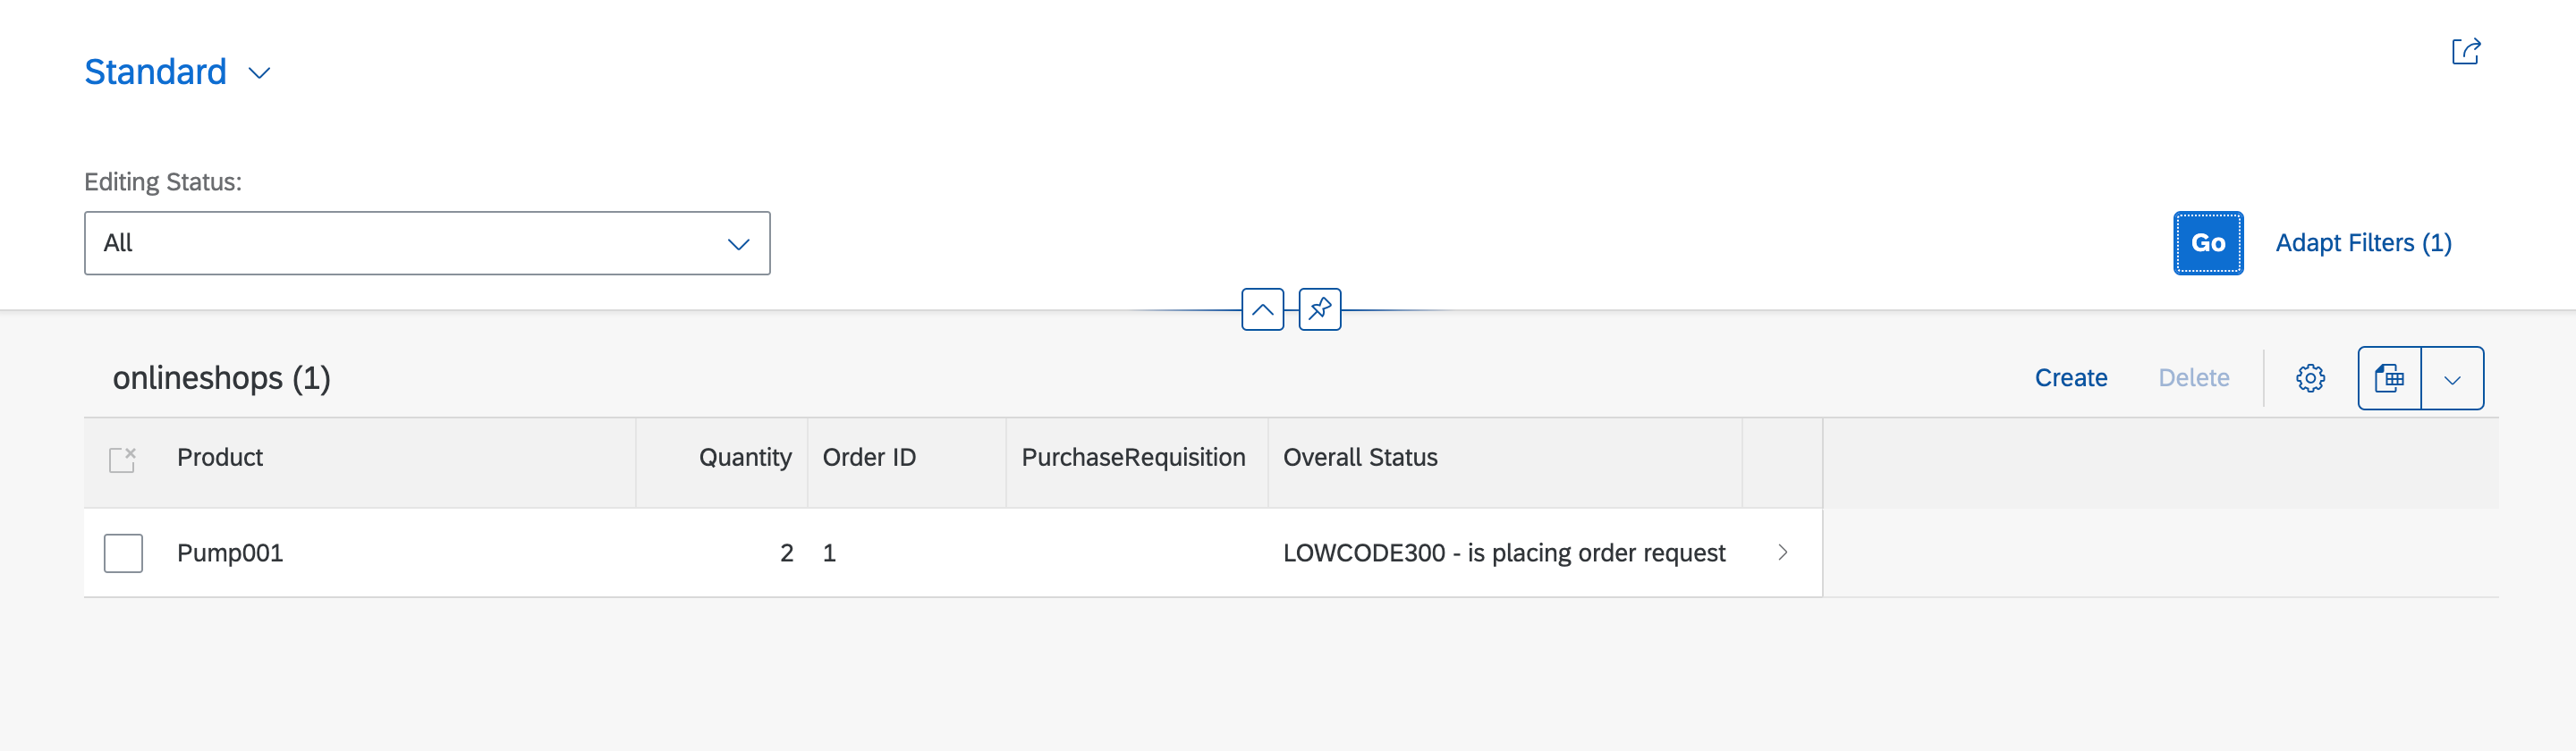 Standard
Editing Status:
All
Go
Adapt Filters (1)
onlineshops (1)
Create
Delete
Product
Quantity
Order ID
PurchaseRequisition
Overall Status
Pump001
2
1
LOWCODE300 - is placing order request